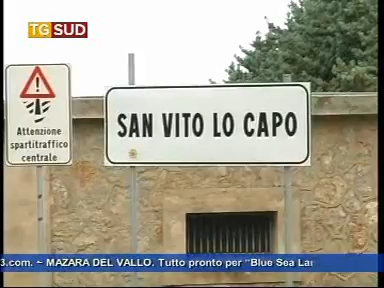 TG SUD
SAN VITO LO CAPO
Attenzione
spartitraffico
centrale
3.com. ~ MAZARA DEL VALLO. Tutto pronto per "Blue Sea La